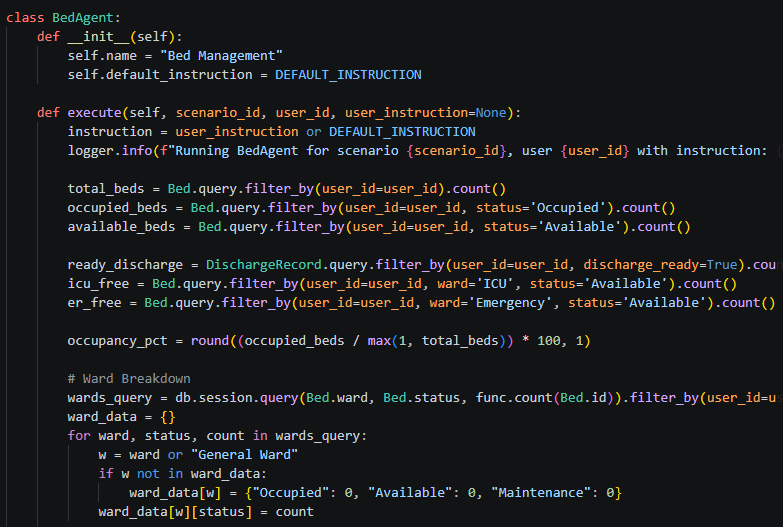 class BedAgent:
    def __init__(self):
        self.name = "Bed Management"
        self.default_instruction = DEFAULT_INSTRUCTION

    def execute(self, scenario_id, user_id, user_instruction=None):
        instruction = user_instruction or DEFAULT_INSTRUCTION
        logger.info(f"Running BedAgent for scenario {scenario_id}, user {user_id} with instruction:

        total_beds = Bed.query.filter_by(user_id=user_id).count()
        occupied_beds = Bed.query.filter_by(user_id=user_id, status='Occupied').count()
        available_beds = Bed.query.filter_by(user_id=user_id, status='Available').count()

        ready_discharge = DischargeRecord.query.filter_by(user_id=user_id, discharge_ready=True).cou
        icu_free = Bed.query.filter_by(user_id=user_id, ward='ICU', status='Available').count()
        er_free = Bed.query.filter_by(user_id=user_id, ward='Emergency', status='Available').count()

        occupancy_pct = round((occupied_beds / max(1, total_beds)) * 100, 1)

        # Ward Breakdown
        wards_query = db.session.query(Bed.ward, Bed.status, func.count(Bed.id)).filter_by(user_id=u
        ward_data = {}
        for ward, status, count in wards_query:
            w = ward or "General Ward"
            if w not in ward_data:
                ward_data[w] = {"Occupied": 0, "Available": 0, "Maintenance": 0}
            ward_data[w][status] = count